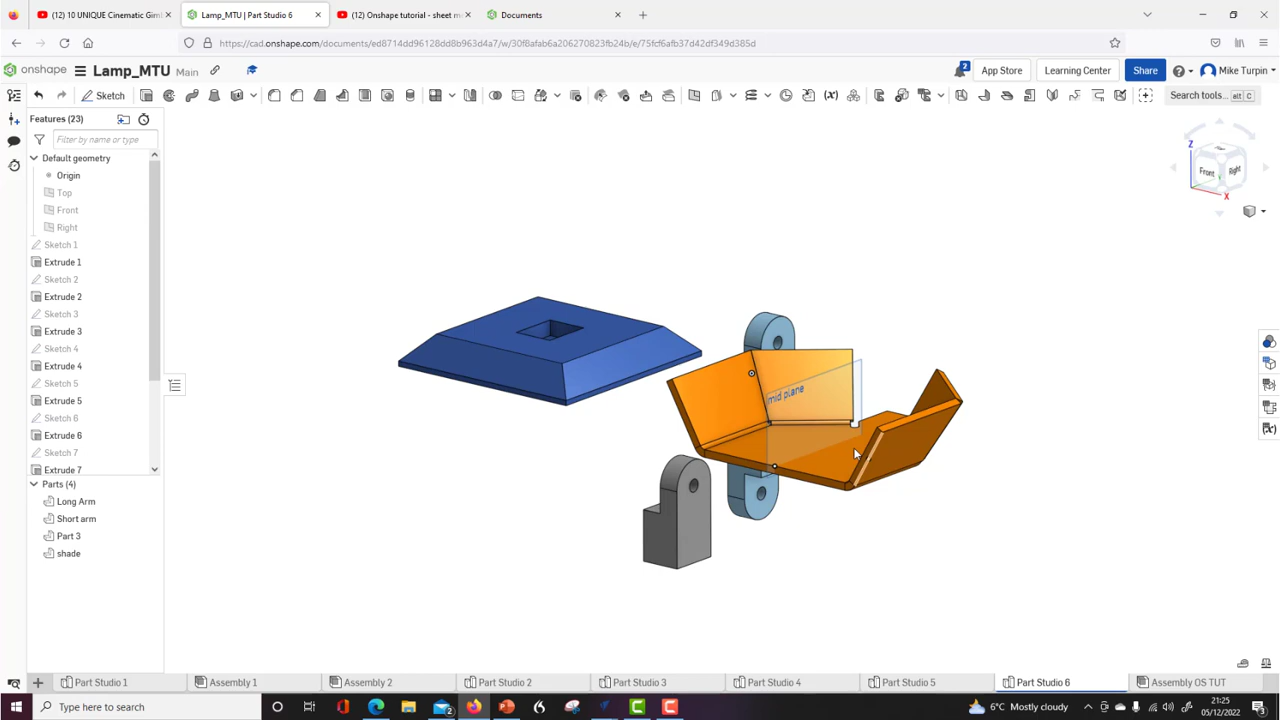 (12) 10 UNIQUE Cinematic Giml
Lamp_MTU | Part Studio 6
(12) Onshape tutorial - sheet m
Documents
https://cad.onshape.com/documents/ed8714dd96128dd8b963d4a7/w/30f8afab6a206270823fb24b/e/75fcf6afb37d42df349d385d
onshape
Lamp_MTU
Main
2
App Store
Learning Center
Share
Mike Turpin
Sketch
Search tools...
alt C
Features (23)
Filter by name or type
Default geometry
Origin
Top
Front
Right
Sketch 1
Extrude 1
Sketch 2
Extrude 2
Sketch 3
Extrude 3
Sketch 4
Extrude 4
Sketch 5
Extrude 5
Sketch 6
Extrude 6
Sketch 7
Extrude 7
Parts (4)
Long Arm
Short arm
Part 3
shade
mid plane
Z
Front
Right
X
Part Studio 1
Assembly 1
Assembly 2
Part Studio 2
Part Studio 3
Part Studio 4
Part Studio 5
Part Studio 6
Assembly OS TUT
Type here to search
6°C Mostly cloudy
21:25
05/12/2022